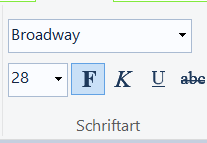 Broadway
28 F K U abc
Schriftart